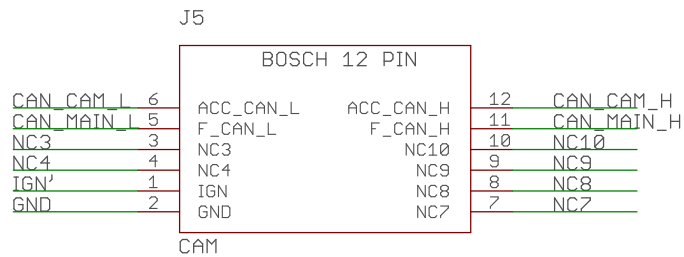 J5
BOSCH 12 PIN
CAN_CAM_L 6 ACC_CAN_L ACC_CAN_H 12 CAN_CAM_H
CAN_MAIN_L 5 F_CAN_L F_CAN_H 11 CAN_MAIN_H
NC3 3 NC3 NC10 10 NC10
NC4 4 NC4 NC9 9 NC9
IGN' 1 IGN NC8 8 NC8
GND 2 GND NC7 7 NC7
CAM